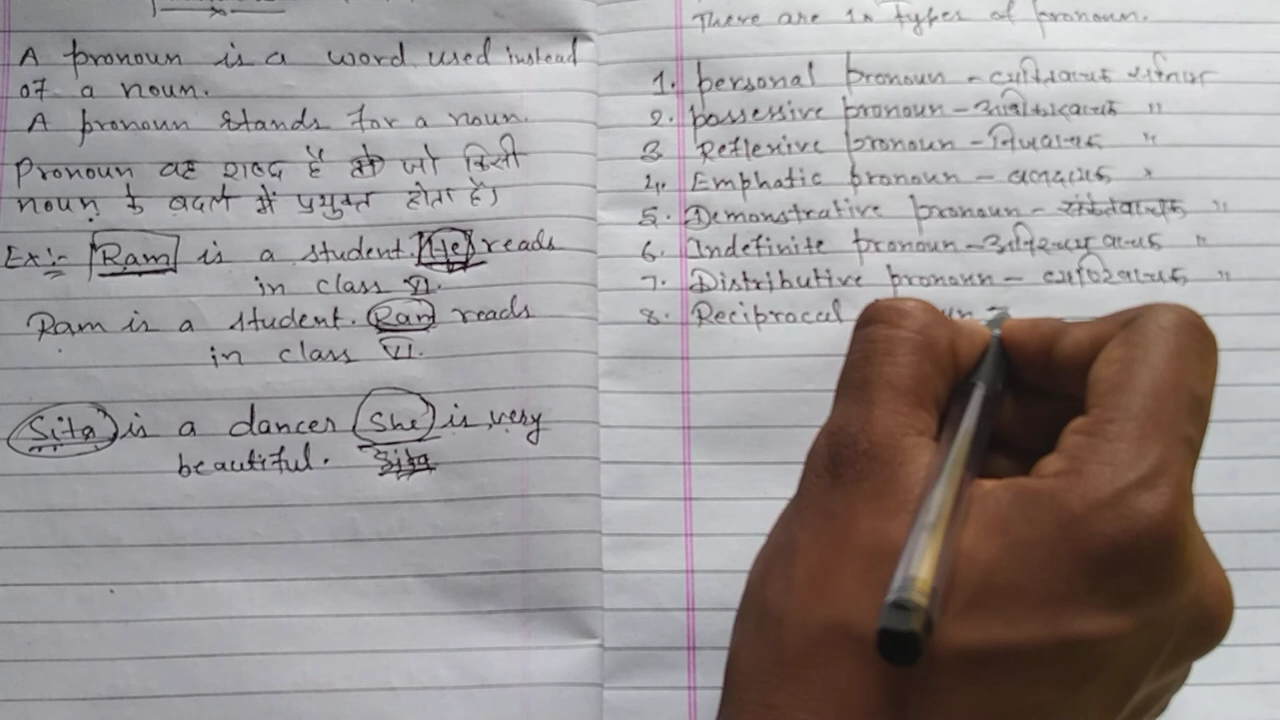 A pronoun is a word used instead
of a noun.
A pronoun stands for a noun.
Pronoun वह शब्द है जो किसी
noun के बदले में प्रयुक्त होता है।
Ex:- Ram is a student. He reads
in class VI.
Ram is a student. Ram reads
in class VI.
Sita is a dancer She is very
beautiful. Sita
There are 10 types of pronoun.
1. personal pronoun - व्यक्तिवाचक सर्वनाम
2. possessive pronoun - "
3 Reflexive pronoun - निजवाचक "
4. Emphatic pronoun - "
5. Demonstrative pronoun - संकेतवाचक "
6. Indefinite pronoun - अनिश्चयवाचक "
7. Distributive pronoun - "
8. Reciprocal